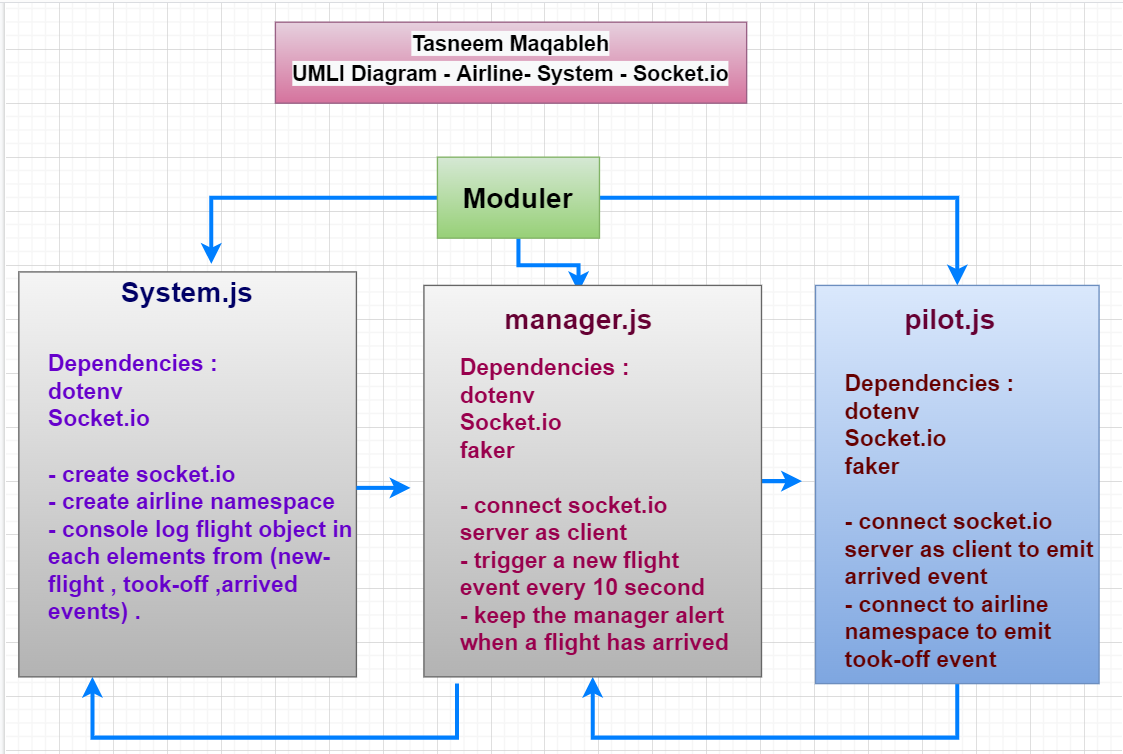 Tasneem Maqableh
UMLI Diagram - Airline- System - Socket.io
Moduler
System.js
Dependencies :
dotenv
Socket.io
- create socket.io
- create airline namespace
- console log flight object in
each elements from (new-
flight , took-off ,arrived
events) .
manager.js
Dependencies :
dotenv
Socket.io
faker
- connect socket.io
server as client
- trigger a new flight
event every 10 second
- keep the manager alert
when a flight has arrived
pilot.js
Dependencies :
dotenv
Socket.io
faker
- connect socket.io
server as client to emit
arrived event
- connect to airline
namespace to emit
took-off event